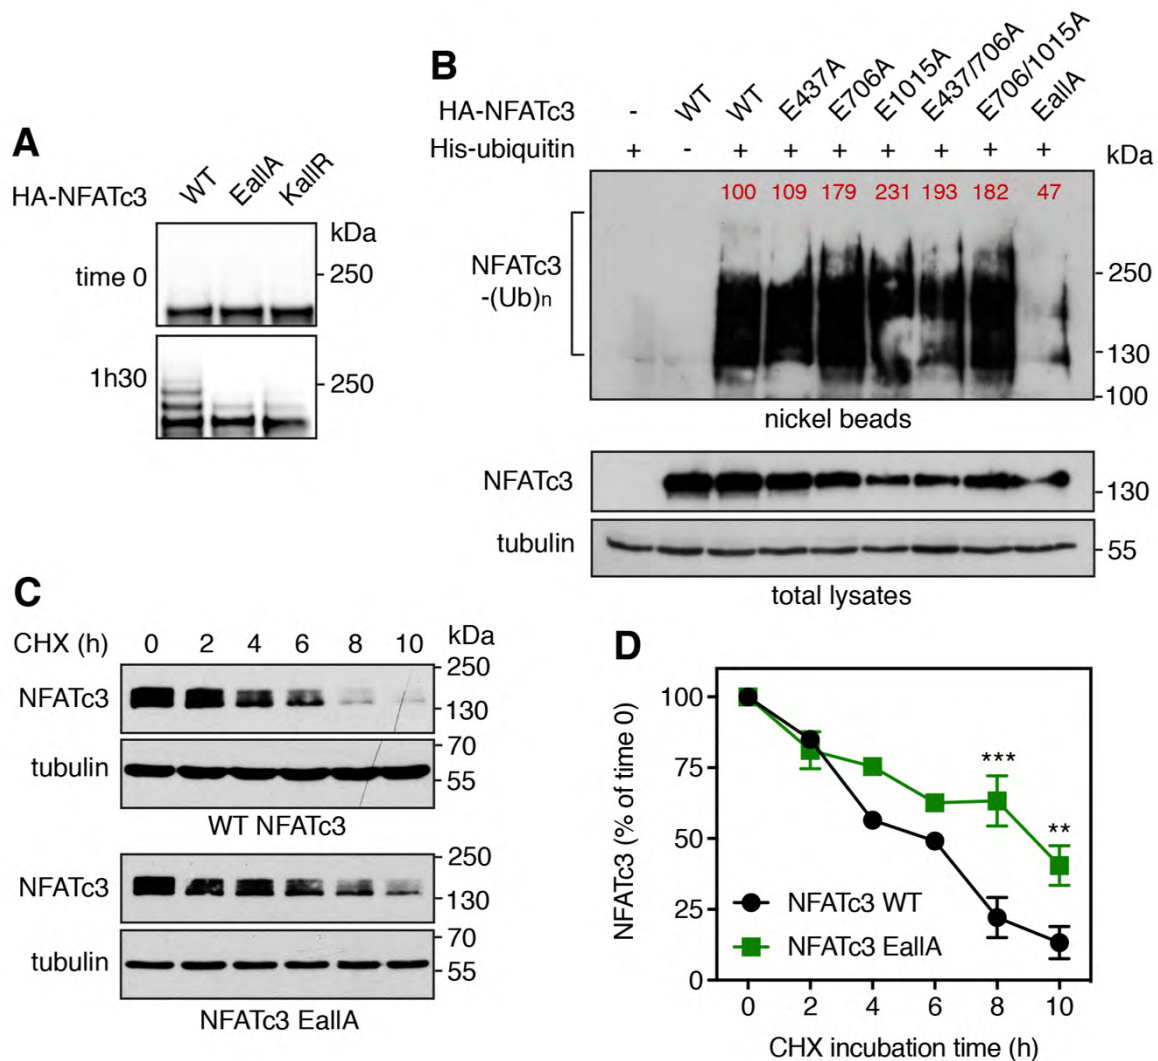 A
HA-NFATc3
WT
EallA
KallR
kDa
time 0
250
1h30
250
B
HA-NFATc3
-
WT
WT
E437A
E706A
E1015A
E437/706A
E706/1015A
EallA
His-ubiquitin
+ - + + + + + + +
kDa
100 109 179 231 193 182 47
NFATc3
-(Ub)n
250
130
100
nickel beads
NFATc3
130
tubulin
55
total lysates
C
CHX (h) 0 2 4 6 8 10 kDa
250
NFATc3
130
70
tubulin
55
WT NFATc3
250
NFATc3
130
70
tubulin
55
NFATc3 EallA
D
NFATc3 (% of time 0)
100
75
50
25
0
***
**
NFATc3 WT
NFATc3 EallA
0 2 4 6 8 10
CHX incubation time (h)